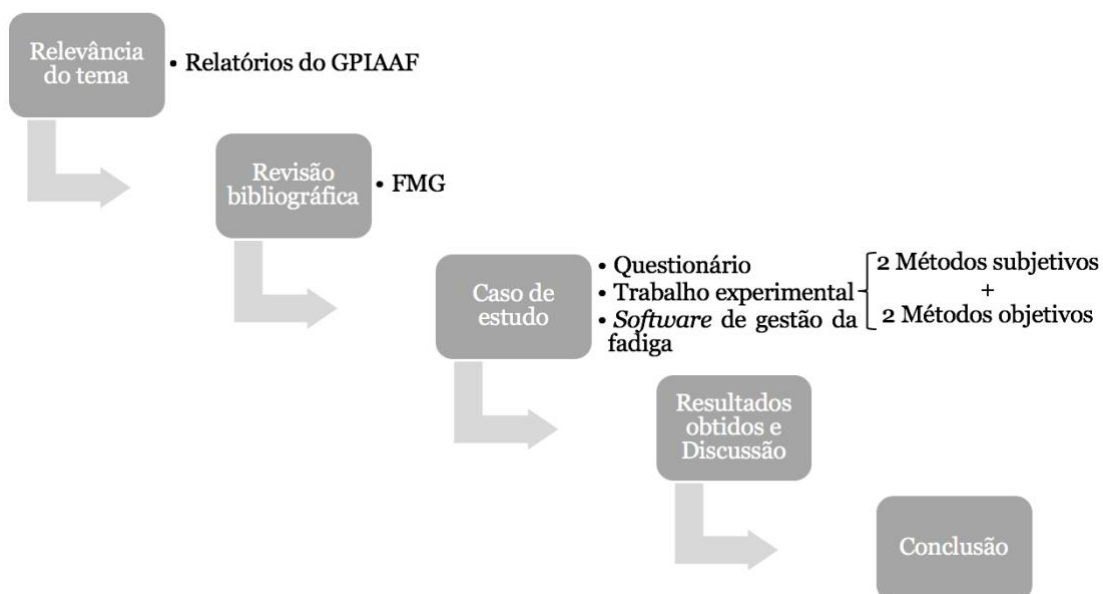 Relevância
do tema
• Relatórios do GPIAAF
Revisão
bibliográfica
• FMG
Caso de
estudo
• Questionário
• Trabalho experimental
• Software de gestão da
fadiga
2 Métodos subjetivos
+
2 Métodos objetivos
Resultados
obtidos e
Discussão
Conclusão